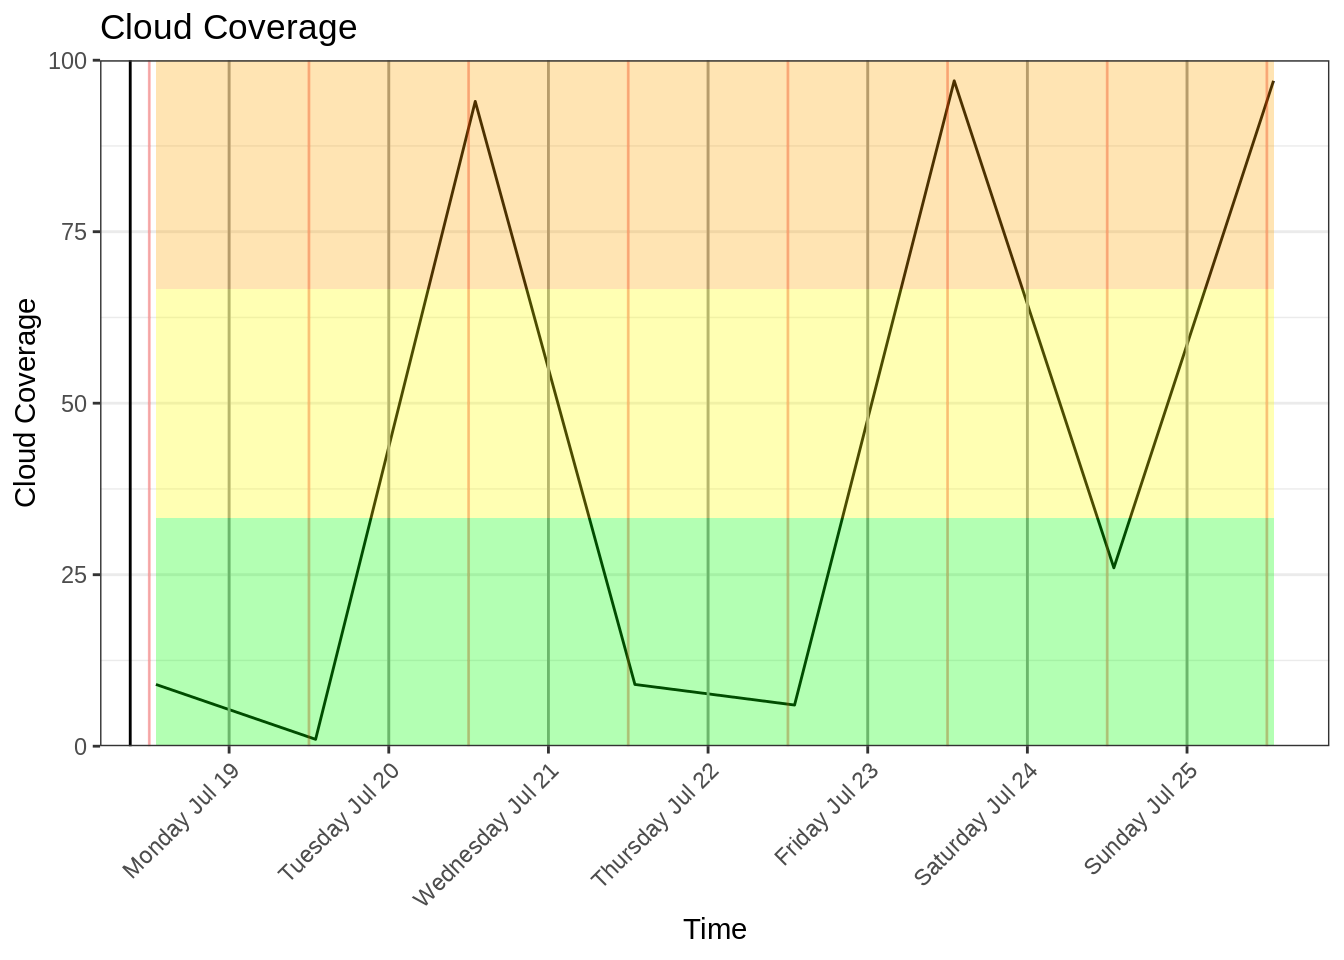 Cloud Coverage
100
75
50
25
0
Cloud Coverage
Monday Jul 19
Tuesday Jul 20
Wednesday Jul 21
Thursday Jul 22
Friday Jul 23
Saturday Jul 24
Sunday Jul 25
Time